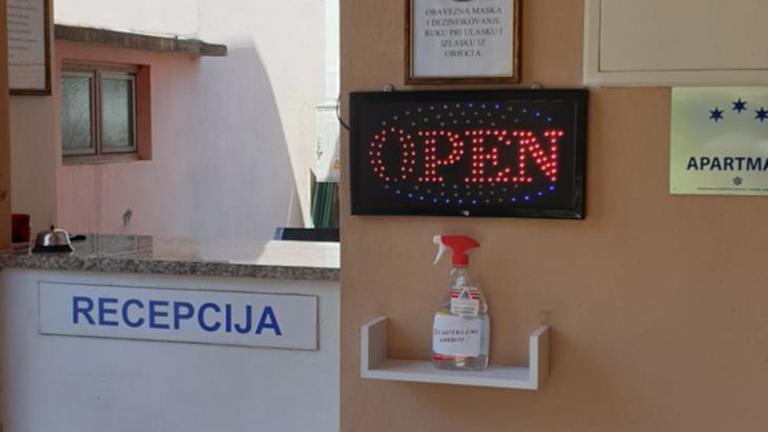 OBAVEZNA MASKA
I DEZINFIKOVANJE
RUKU PRI ULASKU I
IZLASKU IZ
OBJEKTA
OPEN
APARTMA
RECEPCIJA